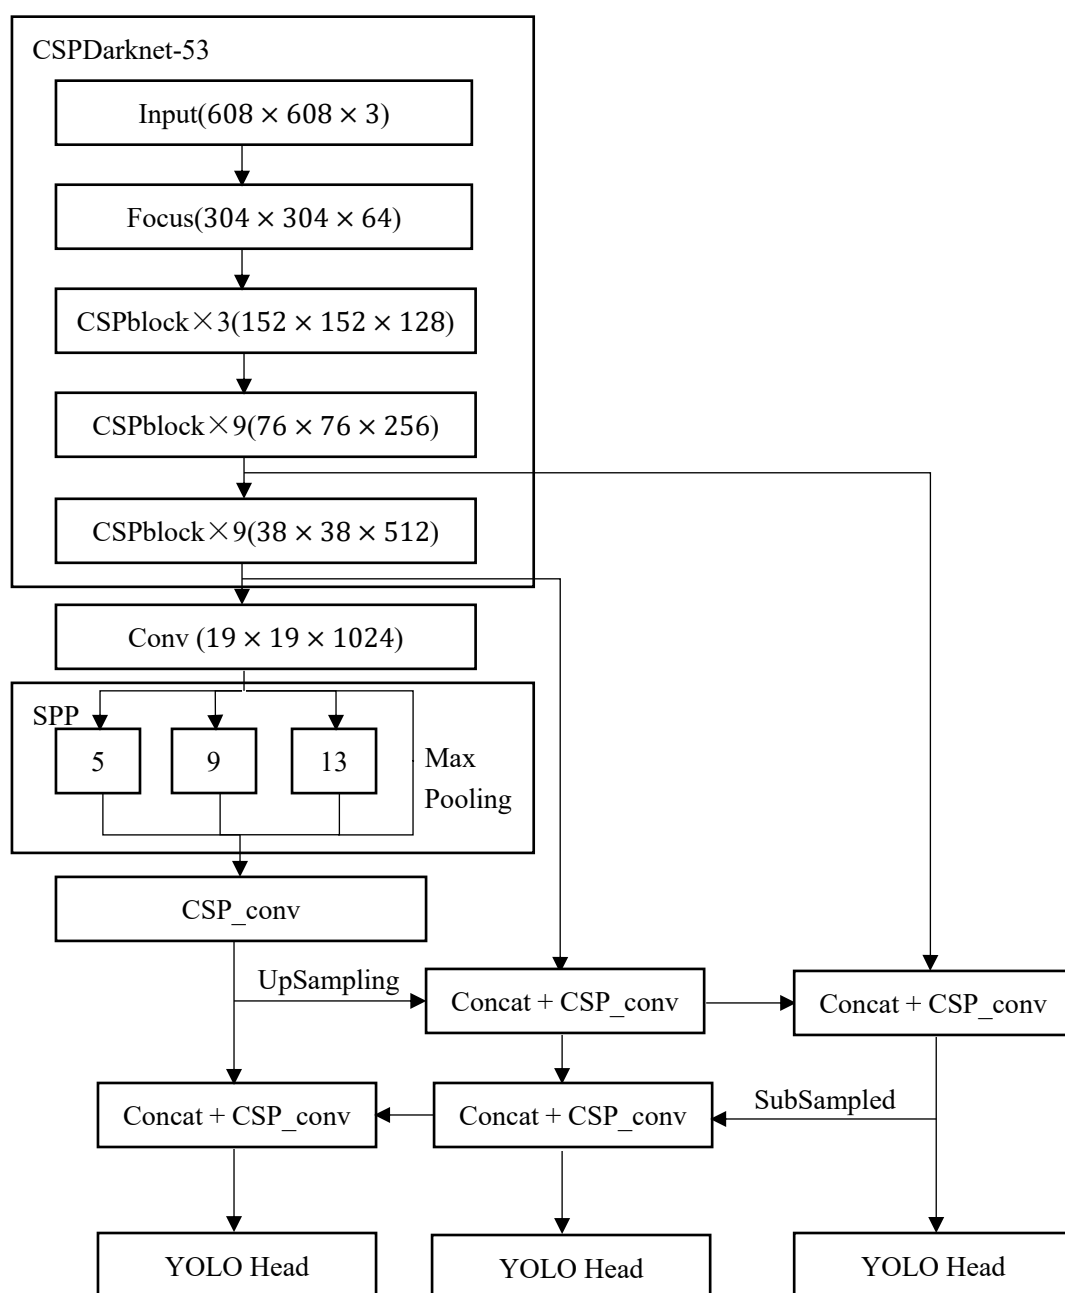 CSPDarknet-53
Input(608 × 608 × 3)
Focus(304 × 304 × 64)
CSPblock×3(152 × 152 × 128)
CSPblock×9(76 × 76 × 256)
CSPblock×9(38 × 38 × 512)
Conv (19 × 19 × 1024)
SPP
5
9
13
Max
Pooling
CSP_conv
UpSampling
Concat + CSP_conv
Concat + CSP_conv
Concat + CSP_conv
Concat + CSP_conv
SubSampled
YOLO Head
YOLO Head
YOLO Head